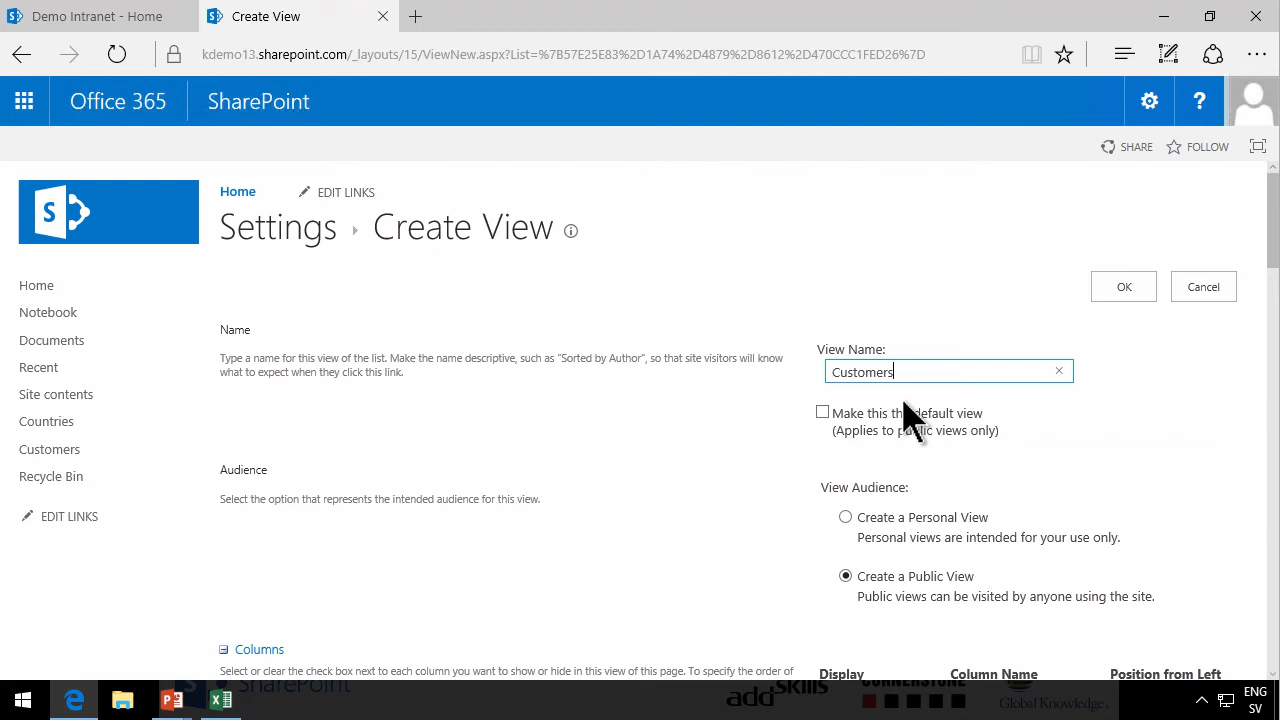 Demo Intranet - Home
Create View
kdemo13.sharepoint.com/_layouts/15/ViewNew.aspx?List=%7B57E25E83%2D1A74%2D4879%2D8612%2D470CCC1FED26%7D
Office 365
SharePoint
?
SHARE
FOLLOW
S
Home
EDIT LINKS
Settings
Create View
OK
Cancel
Home
Notebook
Documents
Recent
Site contents
Countries
Customers
Recycle Bin
EDIT LINKS
Name
Type a name for this view of the list. Make the name descriptive, such as "Sorted by Author", so that site visitors will know
what to expect when they click this link.
View Name:
Customers
Make this the default view
(Applies to public views only)
Audience
Select the option that represents the intended audience for this view.
View Audience:
Create a Personal View
Personal views are intended for your use only.
Create a Public View
Public views can be visited by anyone using the site.
Columns
Select or clear the check box next to each column you want to show or hide in this view of this page. To specify the order of
Display
Column Name
Position from Left
SharePoint
addskills
CORNERSTONE
Global Knowledge
ENG
SV